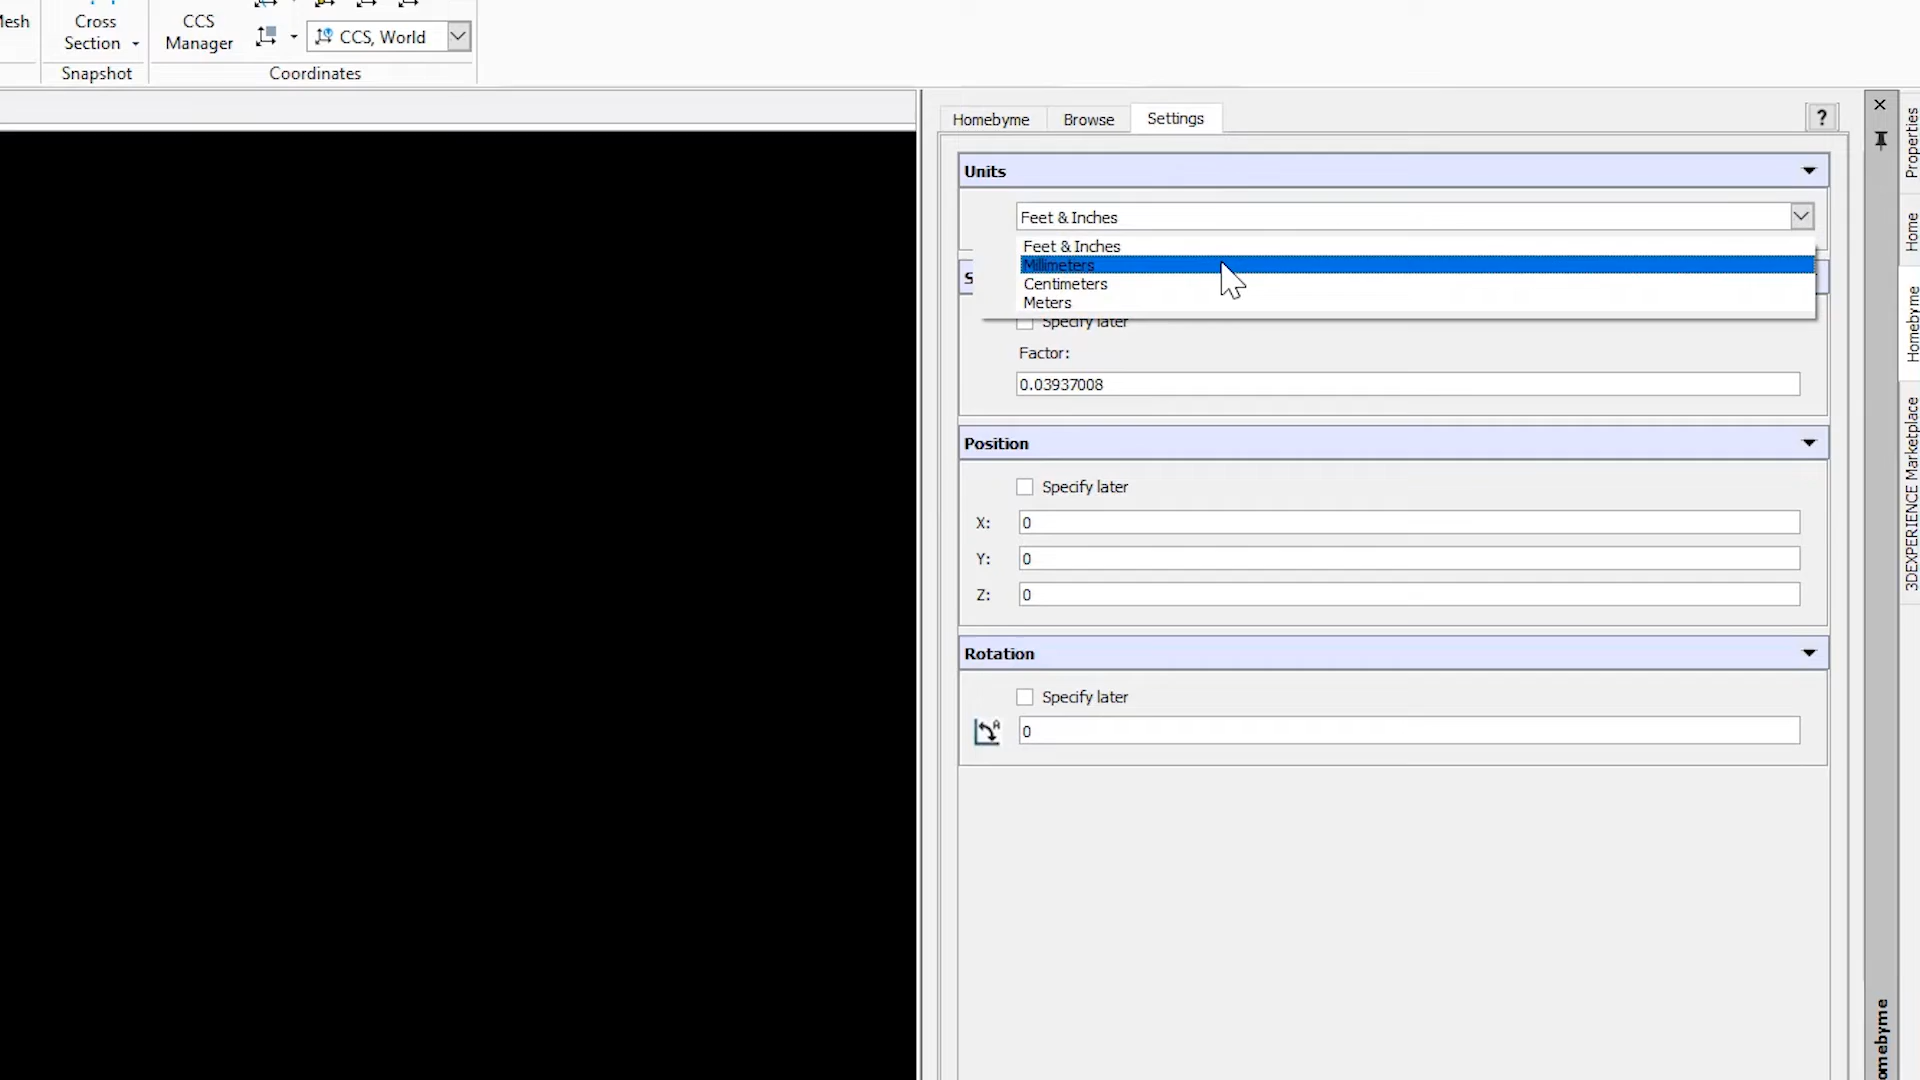 Mesh
Cross
Section
CCS
Manager
CCS, World
Snapshot
Coordinates
Homebyme
Browse
Settings
?
Units
Feet & Inches
Feet & Inches
Millimeters
Centimeters
Meters
S
Specify later
Factor:
0.03937008
Position
Specify later
X:
0
Y:
0
Z:
0
Rotation
Specify later
0
Properties
Home
Homebyme
3DEXPERIENCE Marketplace
omebyme